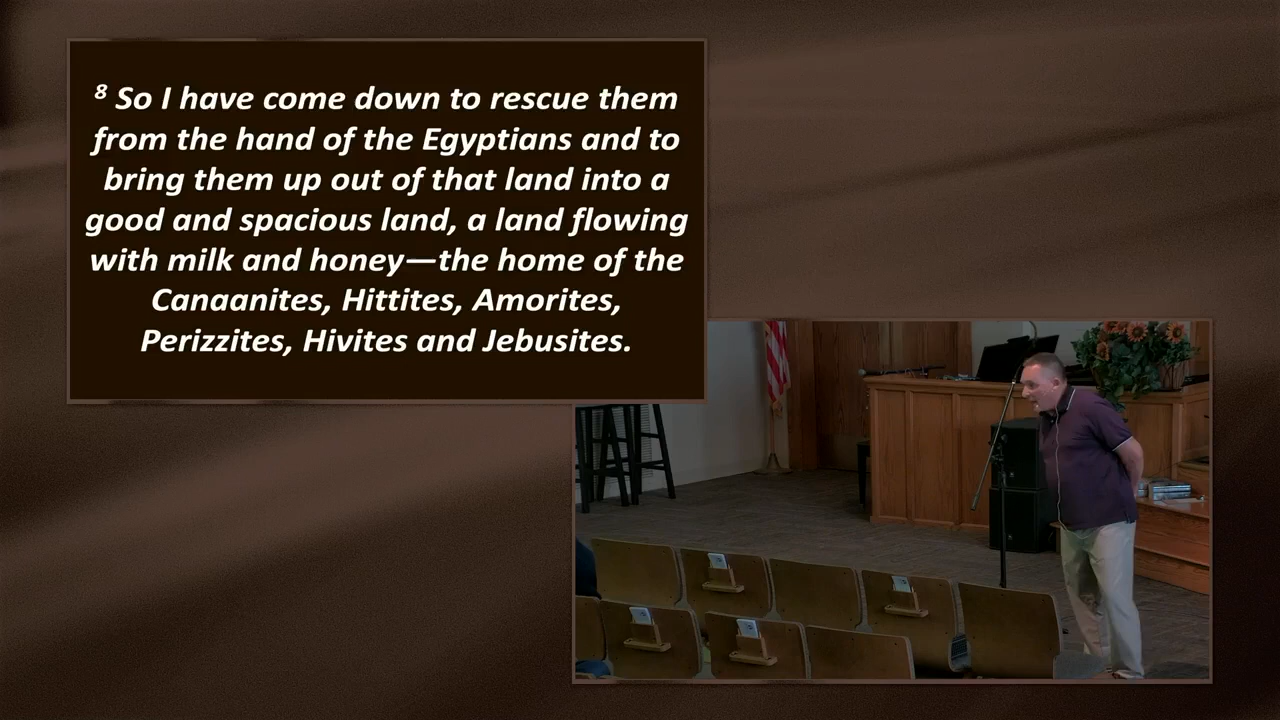 ⁸ So I have come down to rescue them
from the hand of the Egyptians and to
bring them up out of that land into a
good and spacious land, a land flowing
with milk and honey—the home of the
Canaanites, Hittites, Amorites,
Perizzites, Hivites and Jebusites.